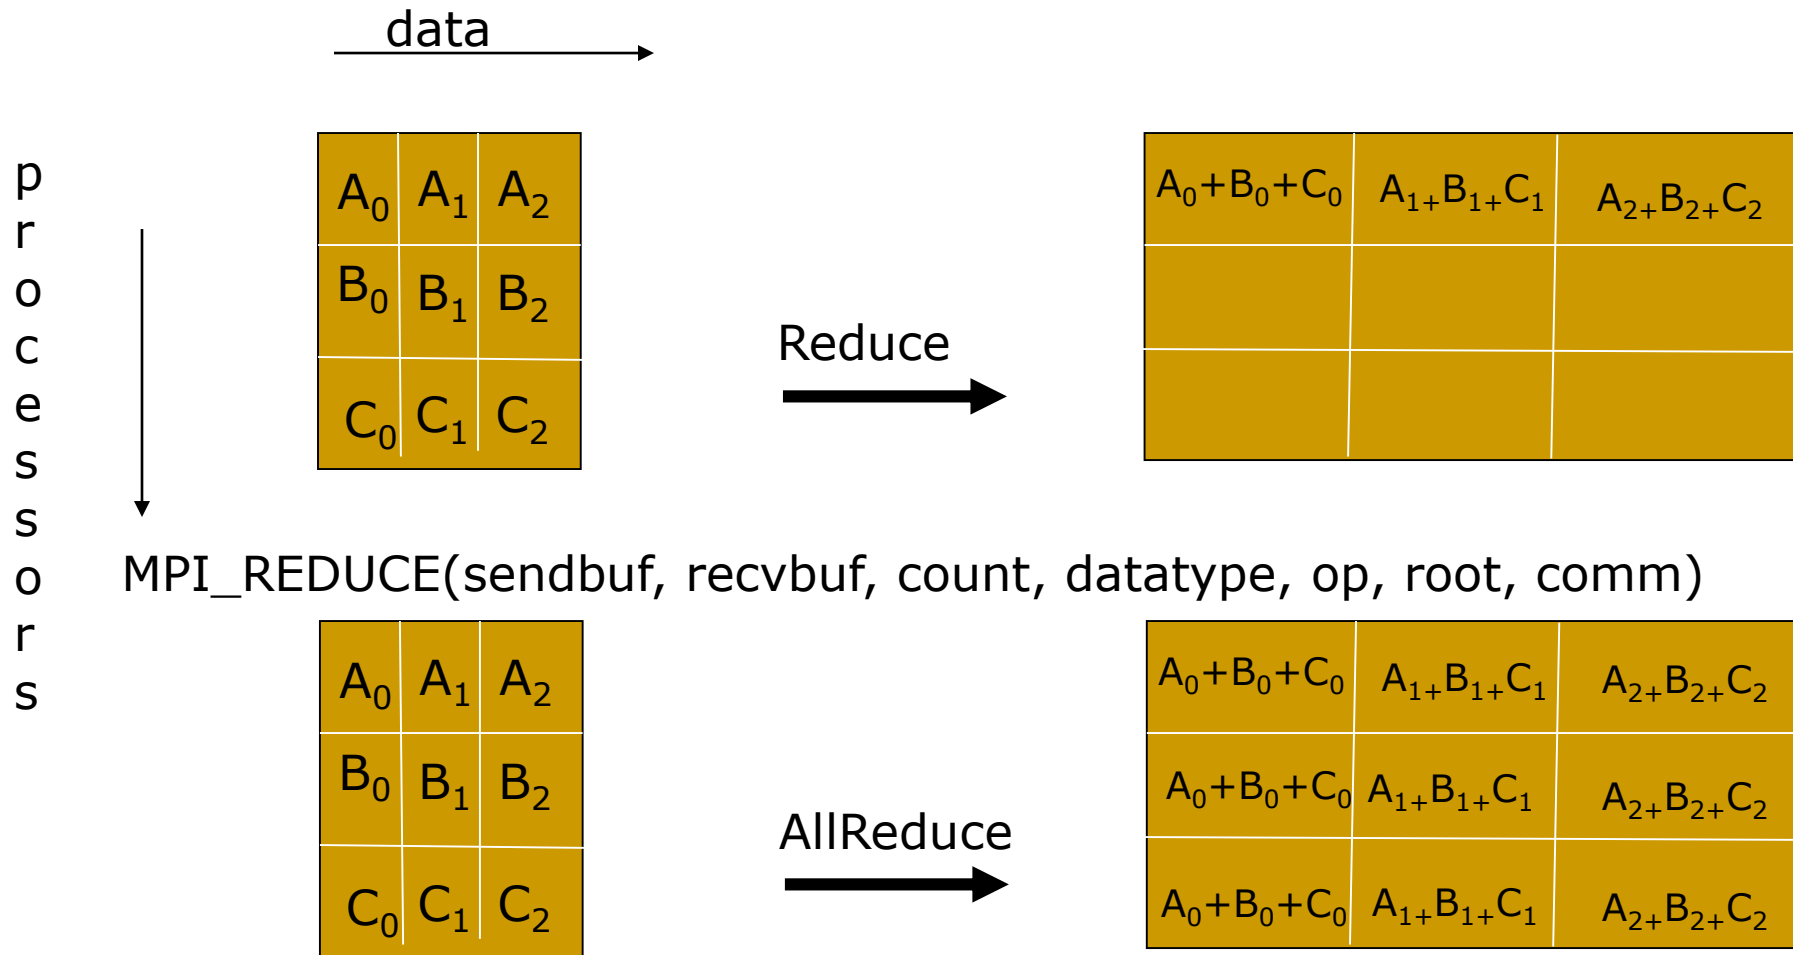 data
processors
A₀ A₁ A₂
B₀ B₁ B₂
C₀ C₁ C₂
Reduce
A₀+B₀+C₀ A₁₊B₁₊C₁ A₂₊B₂₊C₂
MPI_REDUCE(sendbuf, recvbuf, count, datatype, op, root, comm)
A₀ A₁ A₂
B₀ B₁ B₂
C₀ C₁ C₂
AllReduce
A₀+B₀+C₀ A₁₊B₁₊C₁ A₂₊B₂₊C₂
A₀+B₀+C₀ A₁₊B₁₊C₁ A₂₊B₂₊C₂
A₀+B₀+C₀ A₁₊B₁₊C₁ A₂₊B₂₊C₂